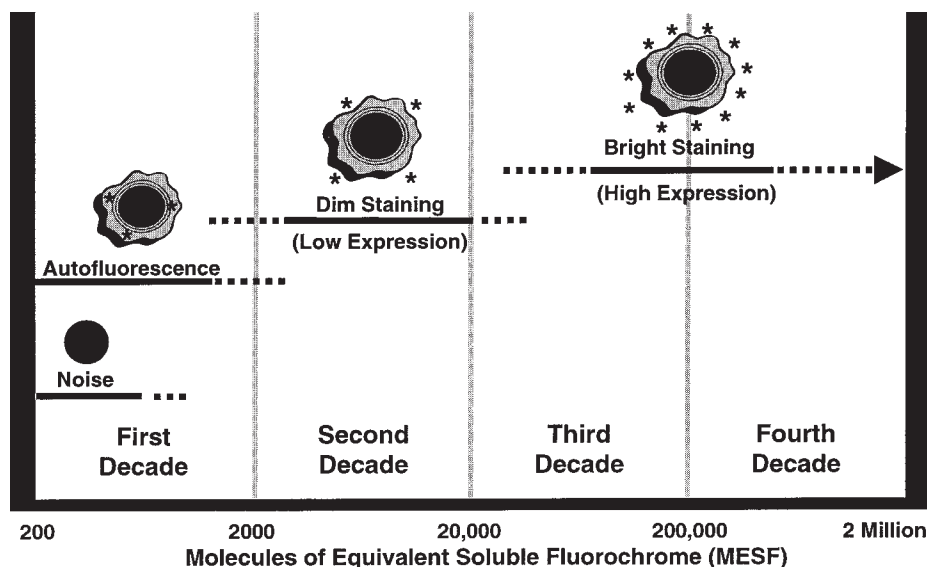 Bright Staining
(High Expression)
Dim Staining
(Low Expression)
Autofluorescence
Noise
First
Decade
Second
Decade
Third
Decade
Fourth
Decade
200
2000
20,000
200,000
2 Million
Molecules of Equivalent Soluble Fluorochrome (MESF)